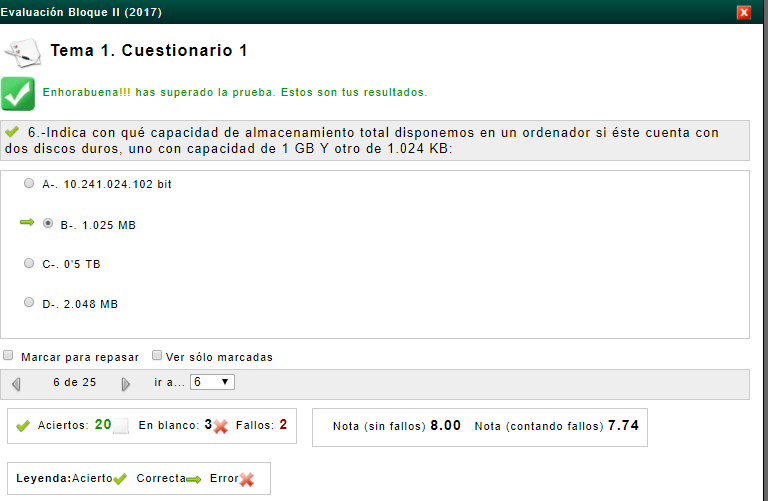 Evaluación Bloque II (2017)
Tema 1. Cuestionario 1
Enhorabuena!!! has superado la prueba. Estos son tus resultados.
6.-Indica con qué capacidad de almacenamiento total disponemos en un ordenador si éste cuenta con
dos discos duros, uno con capacidad de 1 GB Y otro de 1.024 KB:
A-. 10.241.024.102 bit
B-. 1.025 MB
C-. 0'5 TB
D-. 2.048 MB
Marcar para repasar Ver sólo marcadas
6 de 25 ir a... 6
Aciertos: 20 En blanco: 3 Fallos: 2 Nota (sin fallos) 8.00 Nota (contando fallos) 7.74
Leyenda:Acierto Correcta Error